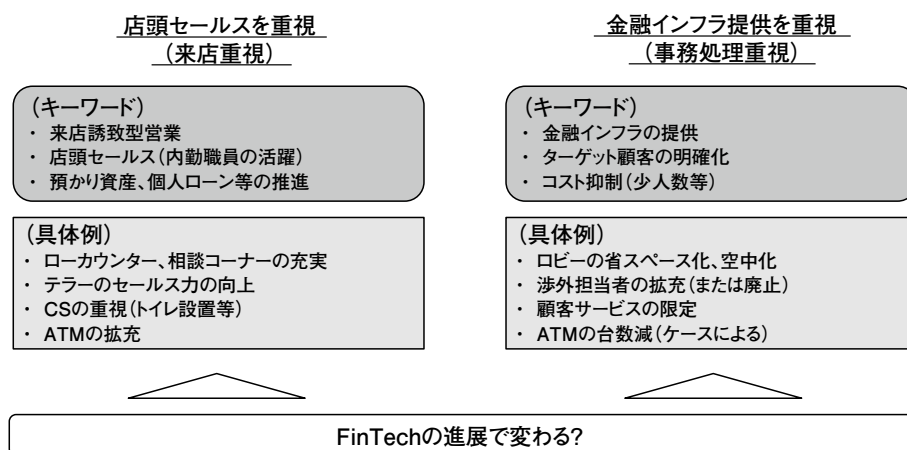 店頭セールスを重視
(来店重視)
(キーワード)
・ 来店誘致型営業
・ 店頭セールス(内勤職員の活躍)
・ 預かり資産、個人ローン等の推進
(具体例)
・ ローカウンター、相談コーナーの充実
・ テラーのセールス力の向上
・ CSの重視(トイレ設置等)
・ ATMの拡充
金融インフラ提供を重視
(事務処理重視)
(キーワード)
・ 金融インフラの提供
・ ターゲット顧客の明確化
・ コスト抑制(少人数等)
(具体例)
・ ロビーの省スペース化、空中化
・ 渉外担当者の拡充(または廃止)
・ 顧客サービスの限定
・ ATMの台数減(ケースによる)
FinTechの進展で変わる?